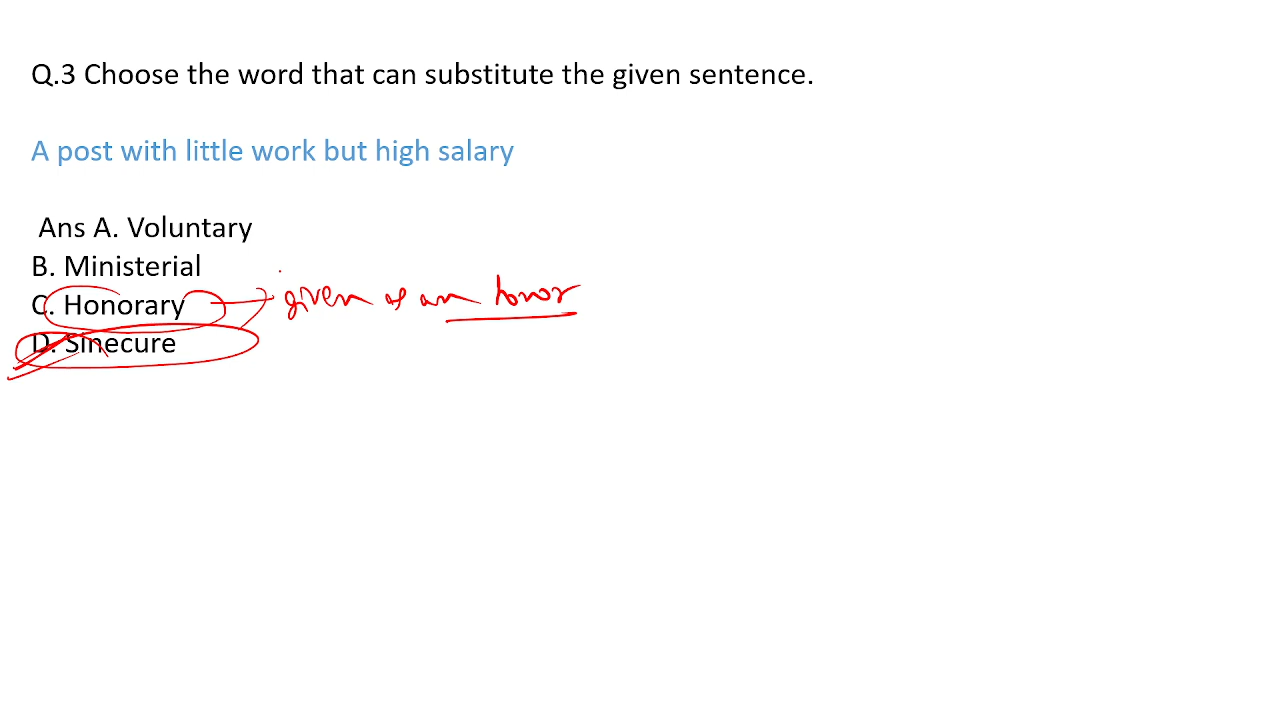 Q.3 Choose the word that can substitute the given sentence.
A post with little work but high salary
Ans A. Voluntary
B. Ministerial
C. Honorary
given as an honor
D. Sinecure